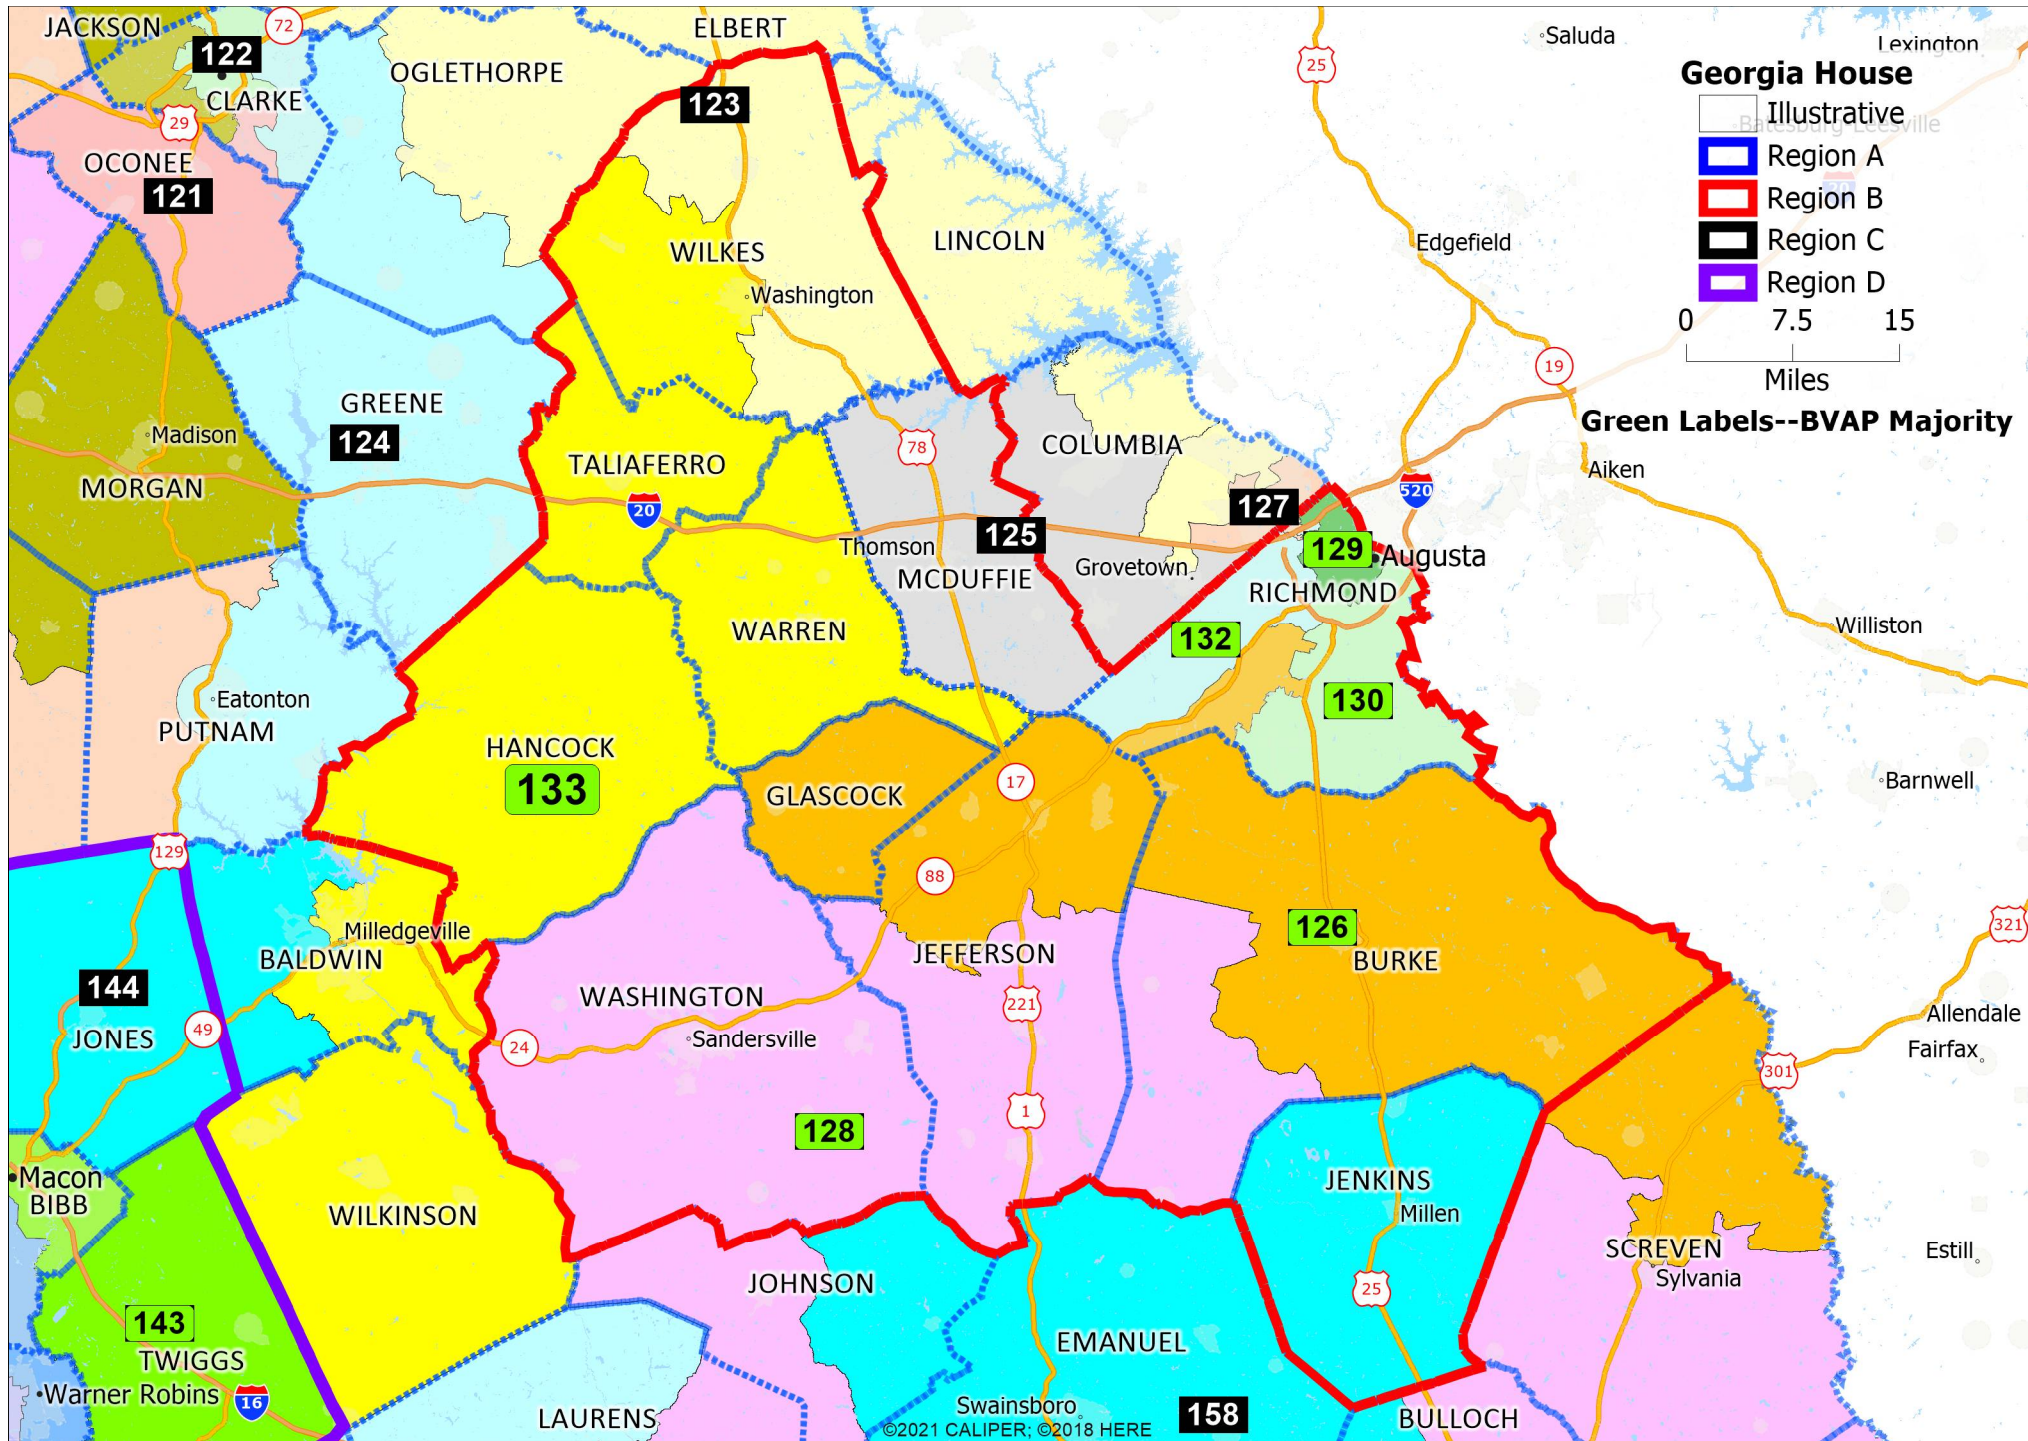 JACKSON
72
ELBERT
Saluda
Lexington
122
OGLETHORPE
25
Georgia House
CLARKE
123
Illustrative
Batesburg-Leesville
29
OCONEE
Region A
121
20
Region B
WILKES
LINCOLN
Edgefield
Region C
Washington
Region D
0 7.5 15
Miles
19
GREENE
124
Green Labels--BVAP Majority
Madison
78
COLUMBIA
MORGAN
TALIAFERRO
Aiken
20
127
520
125
129
Augusta
Thomson
MCDUFFIE
Grovetown
RICHMOND
WARREN
132
Williston
Eatonton
130
PUTNAM
HANCOCK
133
17
Barnwell
GLASCOCK
129
88
321
Milledgeville
126
BALDWIN
JEFFERSON
BURKE
144
WASHINGTON
221
Allendale
JONES
49
24
Sandersville
Fairfax
301
1
128
Macon
BIBB
JENKINS
WILKINSON
Millen
SCREVEN
Estill
Sylvania
JOHNSON
25
143
TWIGGS
EMANUEL
Warner Robins
16
LAURENS
Swainsboro
158
BULLOCH
©2021 CALIPER; ©2018 HERE